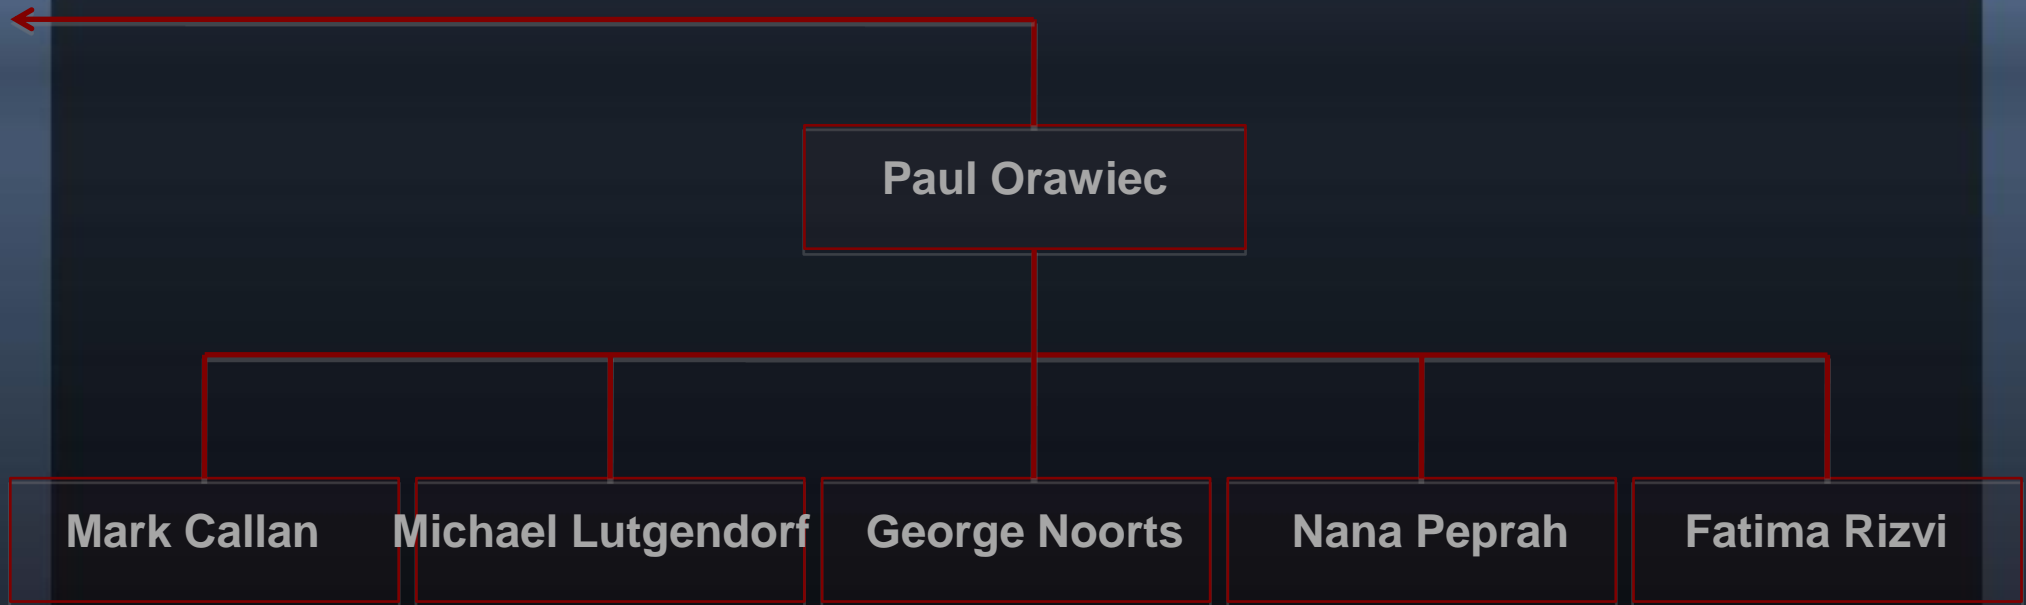 Paul Orawiec
Mark Callan
Michael Lutgendorf
George Noorts
Nana Peprah
Fatima Rizvi